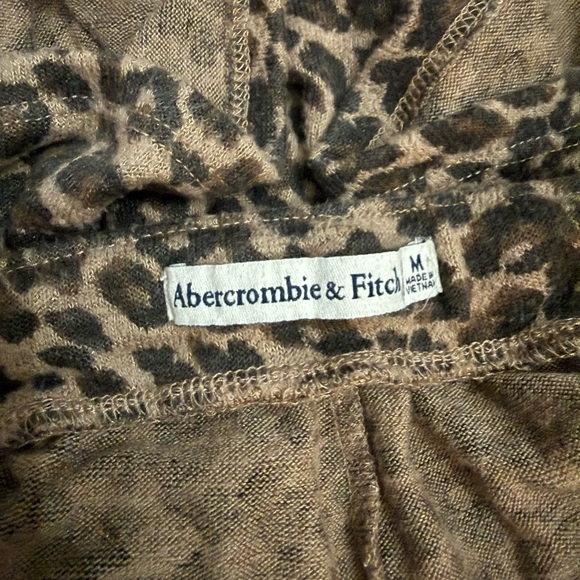 Abercrombie & Fitch
M
MADE IN
VIETNAM